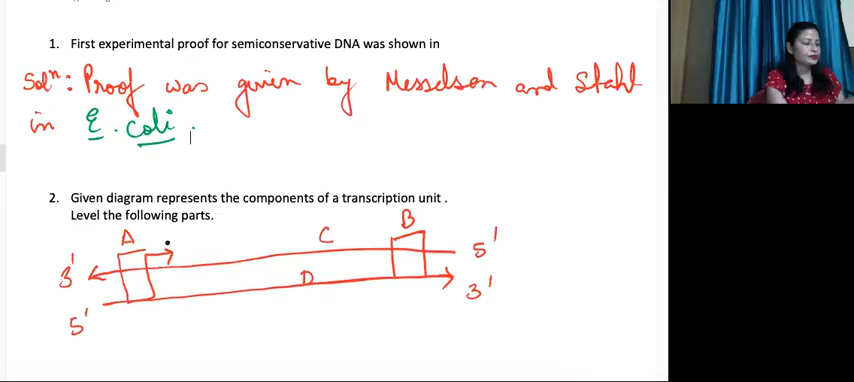 1. First experimental proof for semiconservative DNA was shown in
Solⁿ: Proof was given by Messelson and Stahl
in E. coli.
2. Given diagram represents the components of a transcription unit .
Level the following parts.
A C B
3' 5'
D
5' 3'